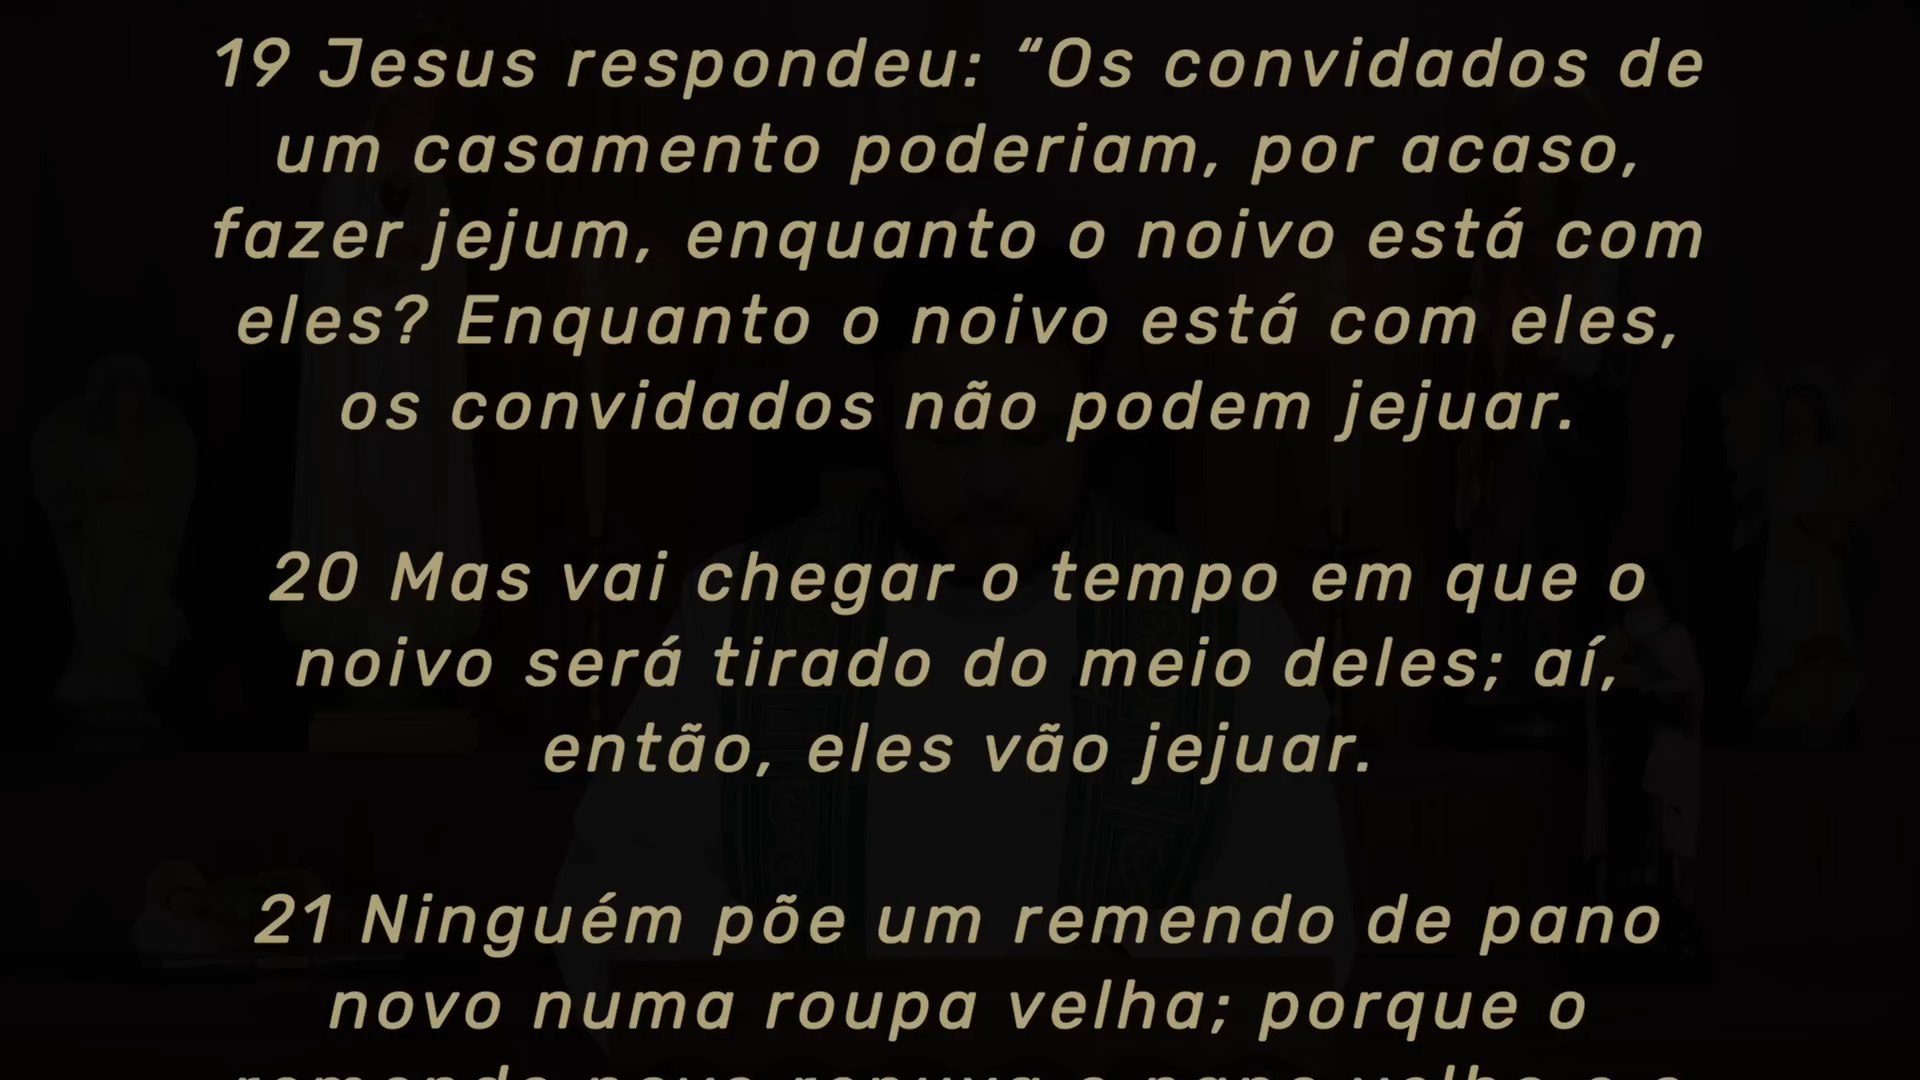 19 Jesus respondeu: “Os convidados de
um casamento poderiam, por acaso,
fazer jejum, enquanto o noivo está com
eles? Enquanto o noivo está com eles,
os convidados não podem jejuar.
20 Mas vai chegar o tempo em que o
noivo será tirado do meio deles; aí,
então, eles vão jejuar.
21 Ninguém põe um remendo de pano
novo numa roupa velha; porque o